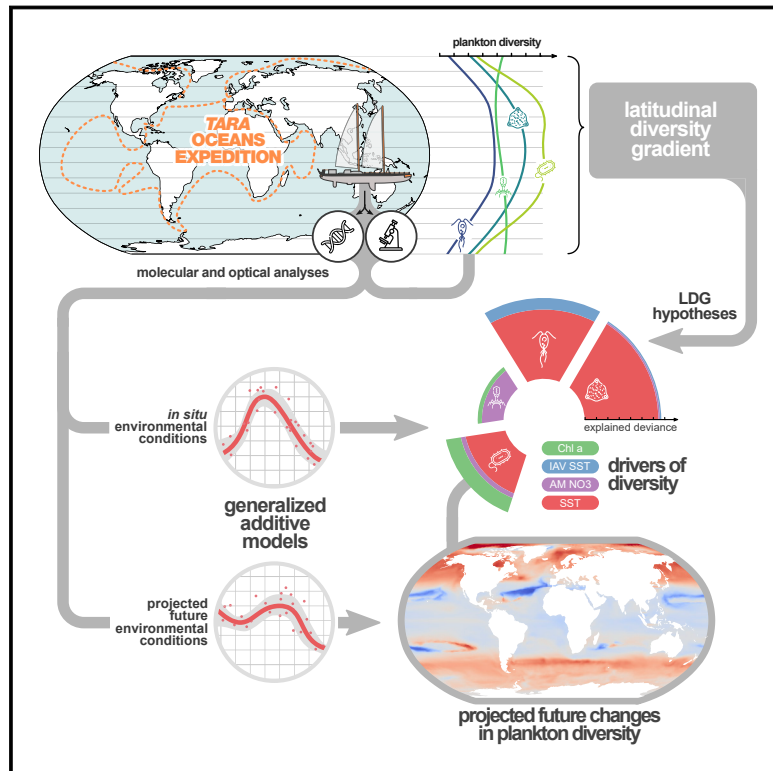 plankton diversity
TARA
OCEANS
EXPEDITION
latitudinal
diversity
gradient
molecular and optical analyses
LDG
hypotheses
in situ
environmental
conditions
explained deviance
Chl a
IAV SST
AM NO3
SST
drivers of
diversity
generalized
additive
models
projected
future
environmental
conditions
projected future changes
in plankton diversity